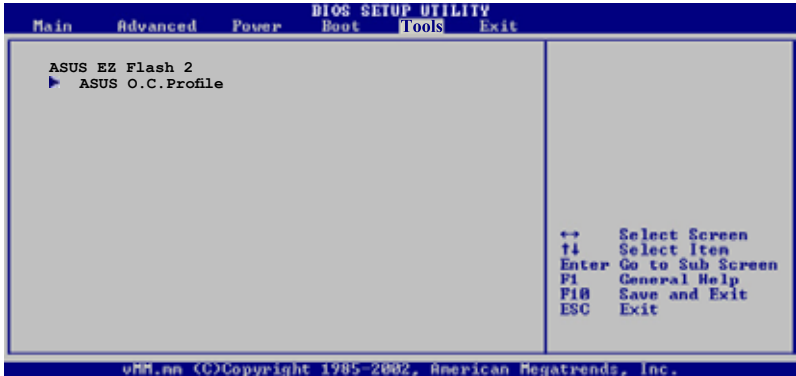 BIOS SETUP UTILITY
Main Advanced Power Boot Tools Exit
ASUS EZ Flash 2
ASUS O.C.Profile
↔ Select Screen
↑↓ Select Item
Enter Go to Sub Screen
F1 General Help
F10 Save and Exit
ESC Exit
vMM.mm (C)Copyright 1985-2002, American Megatrends, Inc.